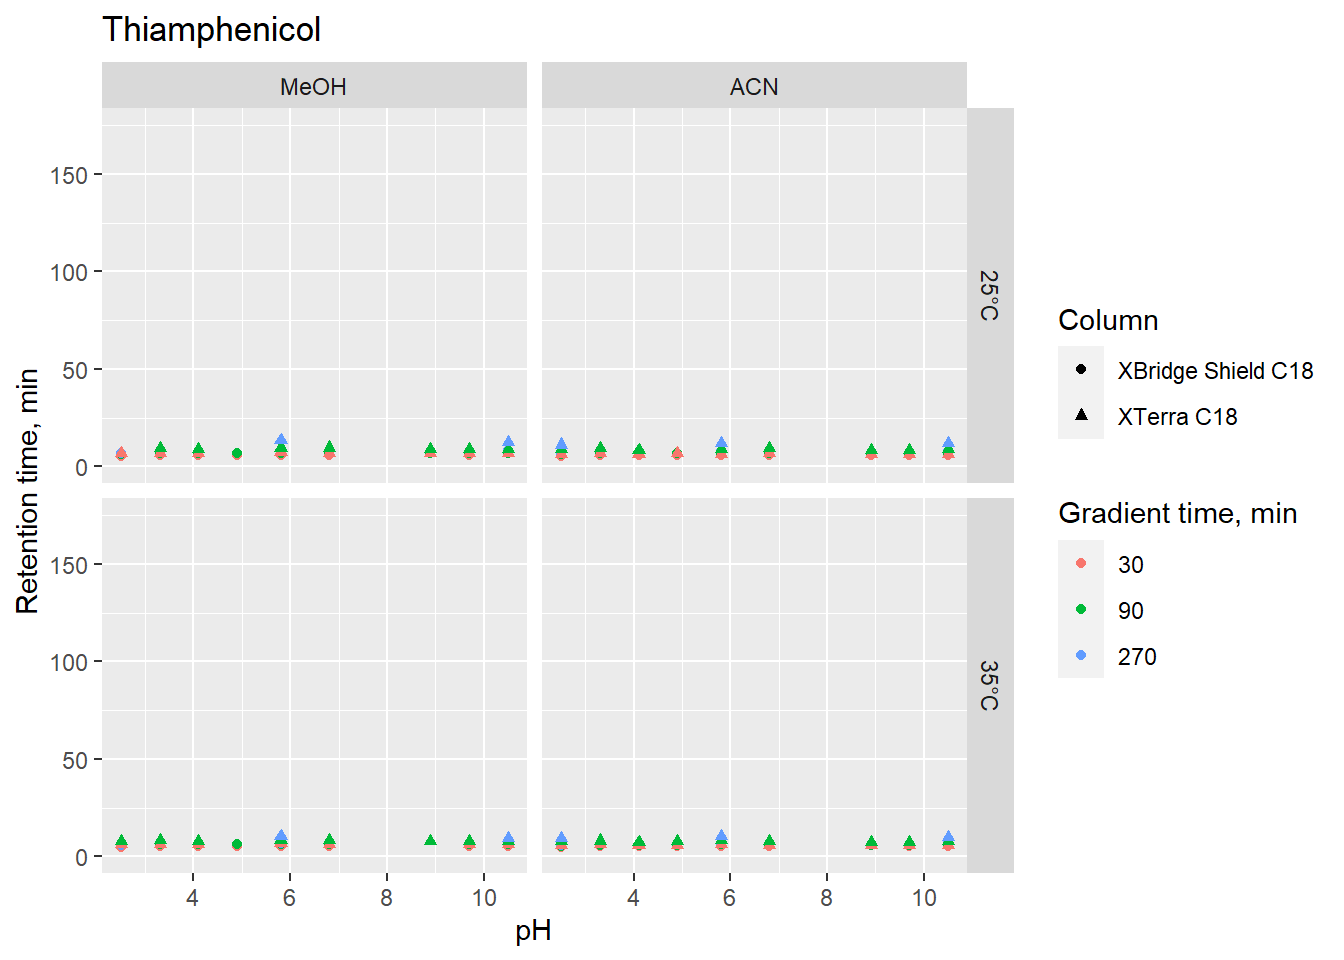 Thiamphenicol
MeOH
ACN
150
100
50
0
25°C
150
100
50
0
35°C
4
6
8
10
4
6
8
10
pH
Retention time, min
Column
XBridge Shield C18
XTerra C18
Gradient time, min
30
90
270